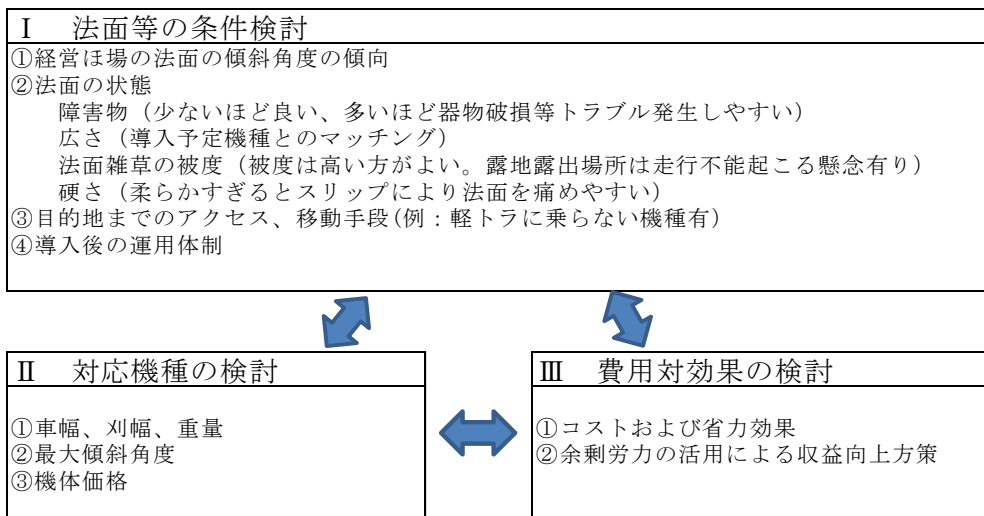 Ⅰ　法面等の条件検討
①経営ほ場の法面の傾斜角度の傾向
②法面の状態
障害物（少ないほど良い、多いほど器物破損等トラブル発生しやすい）
広さ（導入予定機種とのマッチング）
法面雑草の被度（被度は高い方がよい。露地露出場所は走行不能起こる懸念有り）
硬さ（柔らかすぎるとスリップにより法面を痛めやすい）
③目的地までのアクセス、移動手段(例：軽トラに乗らない機種有)
④導入後の運用体制
Ⅱ　対応機種の検討
①車幅、刈幅、重量
②最大傾斜角度
③機体価格
Ⅲ　費用対効果の検討
①コストおよび省力効果
②余剰労力の活用による収益向上方策